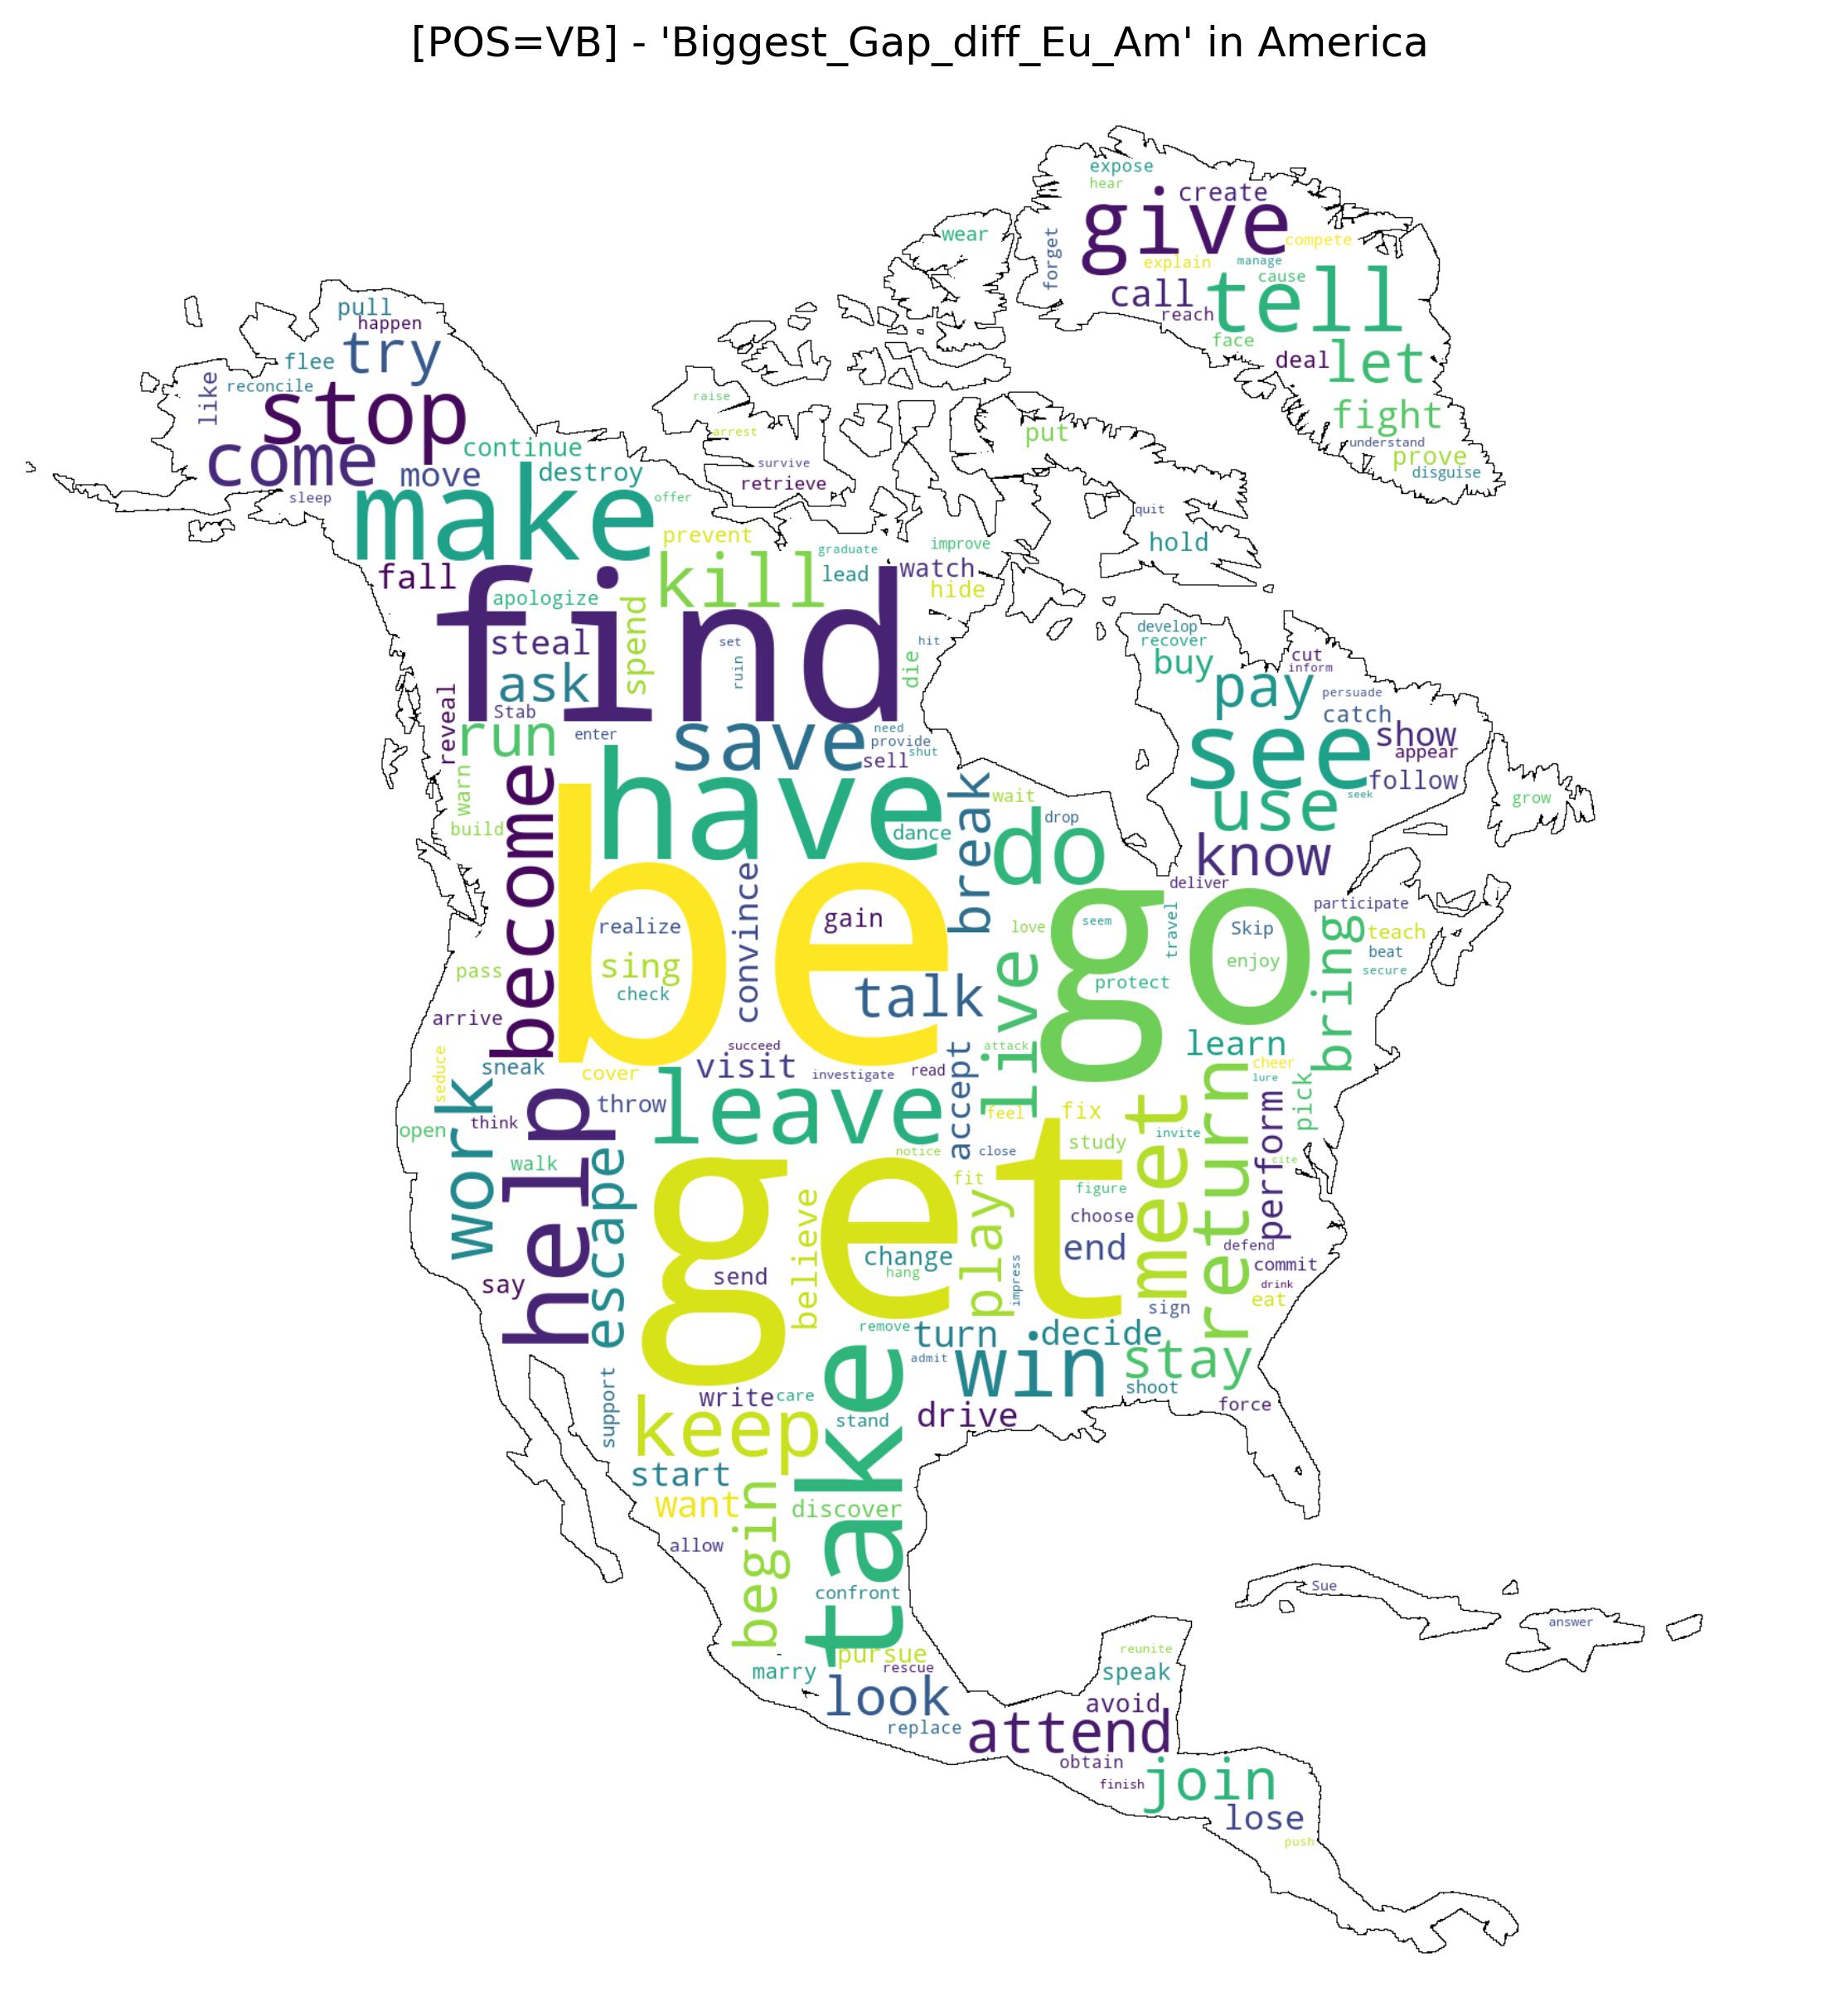 [POS=VB] - 'Biggest_Gap_diff_Eu_Am' in America
expose
hear
create
give
wear
forget
compete
explain
manage
cause
call
tell
reach
face
deal
let
fight
understand
prove
disguise
pull
happen
try
flee
reconcile
like
stop
come
continue
move
destroy
sleep
make
offer
raise
arrest
survive
retrieve
put
quit
hold
prevent
kill
graduate
lead
improve
watch
hide
fall
find
apologize
spend
steal
ask
set
ruin
hit
die
Stab
reveal
run
enter
save
need
provide
shut
sell
warn
build
develop
recover
buy
cut
inform
pay
persuade
catch
show
appear
see
follow
seek
use
grow
know
become
have
dance
break
wait
drop
do
be
realize
convince
gain
sing
check
talk
love
seem
go
deliver
travel
Skip
enjoy
participate
bring
teach
beat
secure
protect
live
pass
arrive
sneak
seduce
work
open
think
cover
throw
succeed
visit
investigate
read
accept
attack
learn
cheer
lure
pick
leave
feel
fix
study
meet
invite
return
perform
cite
help
walk
escape
notice
close
get
fit
figure
choose
play
believe
change
hang
send
impress
end
defend
commit
drink
eat
sign
say
remove
turn
decide
admit
win
stay
shoot
force
drive
support
write
care
keep
stand
take
start
want
discover
begin
allow
confront
Sue
answer
pursue
rescue
marry
look
replace
reunite
speak
avoid
attend
obtain
finish
join
lose
push